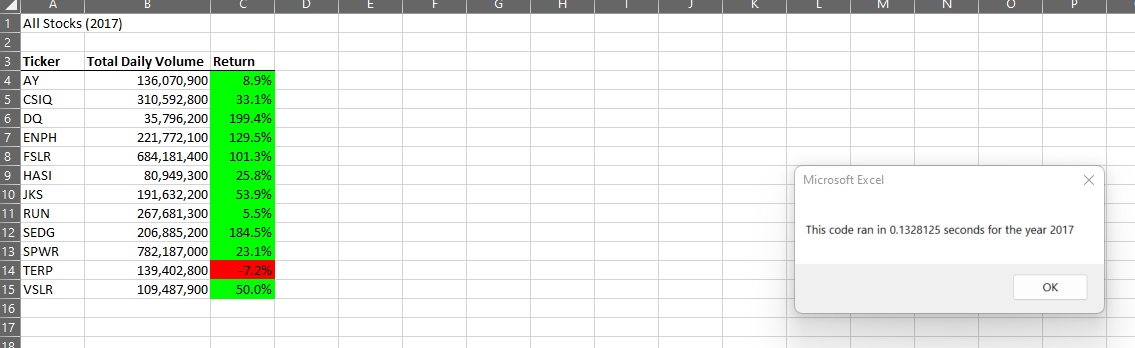 A B C D E F G H I J K L M N O P
1 All Stocks (2017)
2
3 Ticker Total Daily Volume Return
4 AY 136,070,900 8.9%
5 CSIQ 310,592,800 33.1%
6 DQ 35,796,200 199.4%
7 ENPH 221,772,100 129.5%
8 FSLR 684,181,400 101.3%
9 HASI 80,949,300 25.8%
10 JKS 191,632,200 53.9%
11 RUN 267,681,300 5.5%
12 SEDG 206,885,200 184.5%
13 SPWR 782,187,000 23.1%
14 TERP 139,402,800 -7.2%
15 VSLR 109,487,900 50.0%
16
17
18
Microsoft Excel
This code ran in 0.1328125 seconds for the year 2017
OK